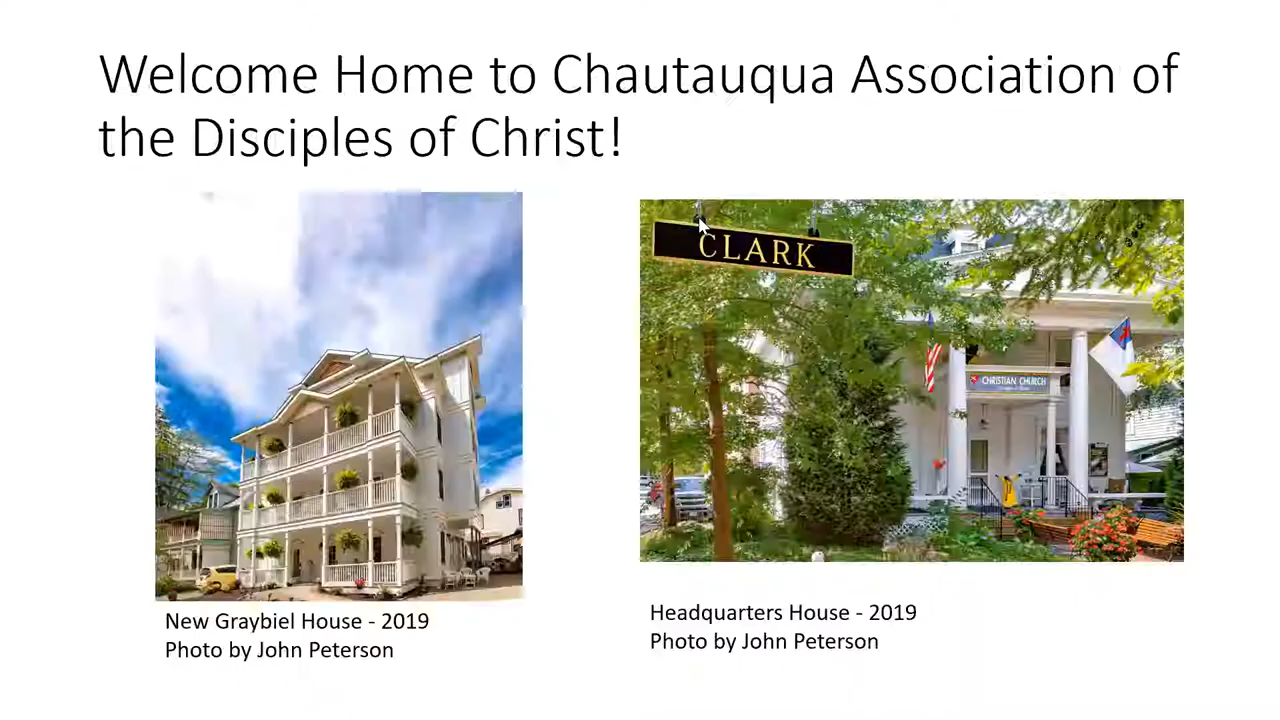 Welcome Home to Chautauqua Association of
the Disciples of Christ!
CLARK
CHRISTIAN CHURCH
New Graybiel House - 2019
Photo by John Peterson
Headquarters House - 2019
Photo by John Peterson